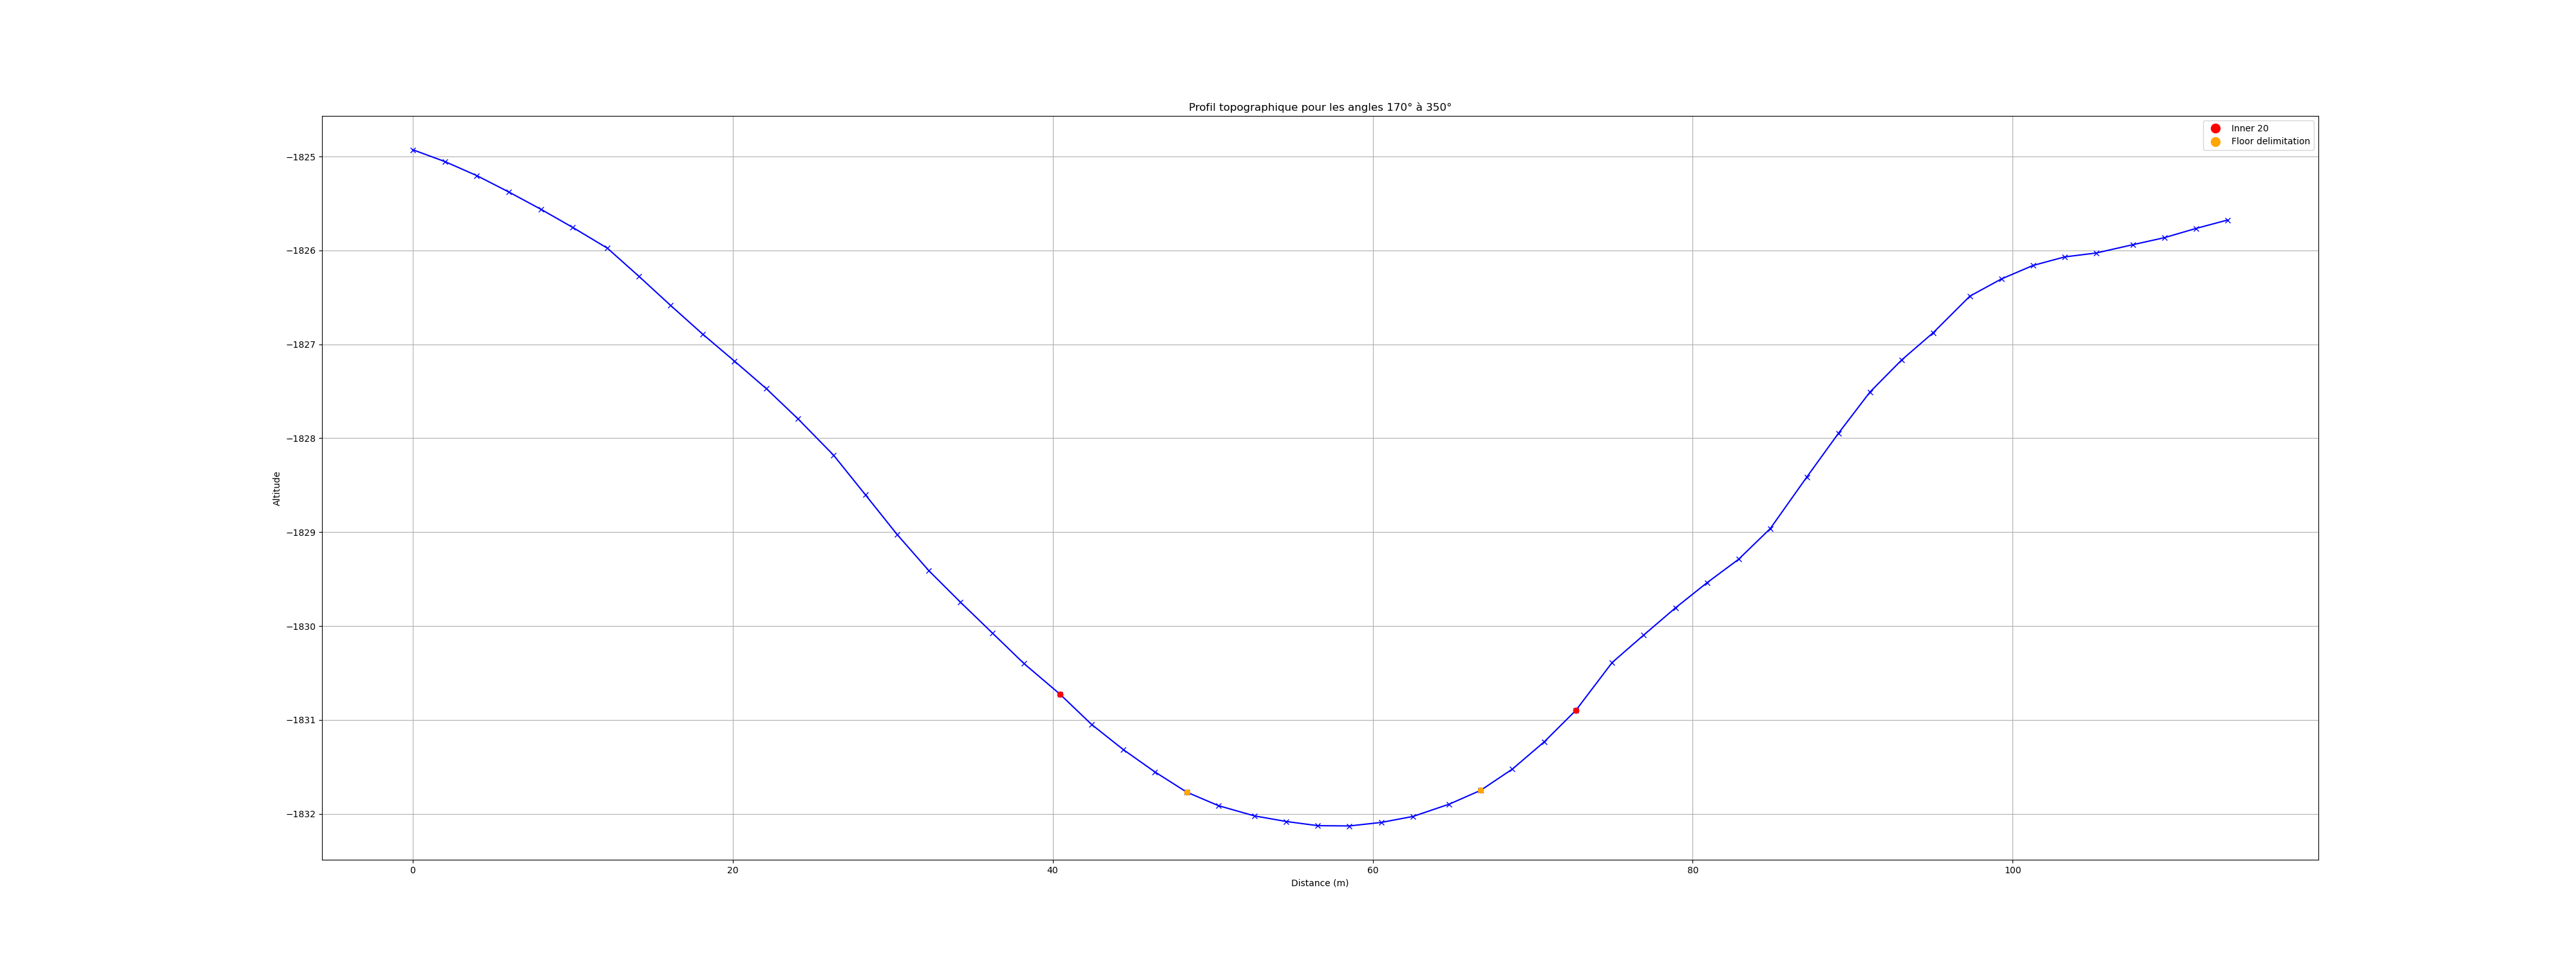 Profil topographique pour les angles 170° à 350°
Inner 20
Floor delimitation
−1825
−1826
−1827
−1828
−1829
−1830
−1831
−1832
Altitude
0 20 40 60 80 100
Distance (m)